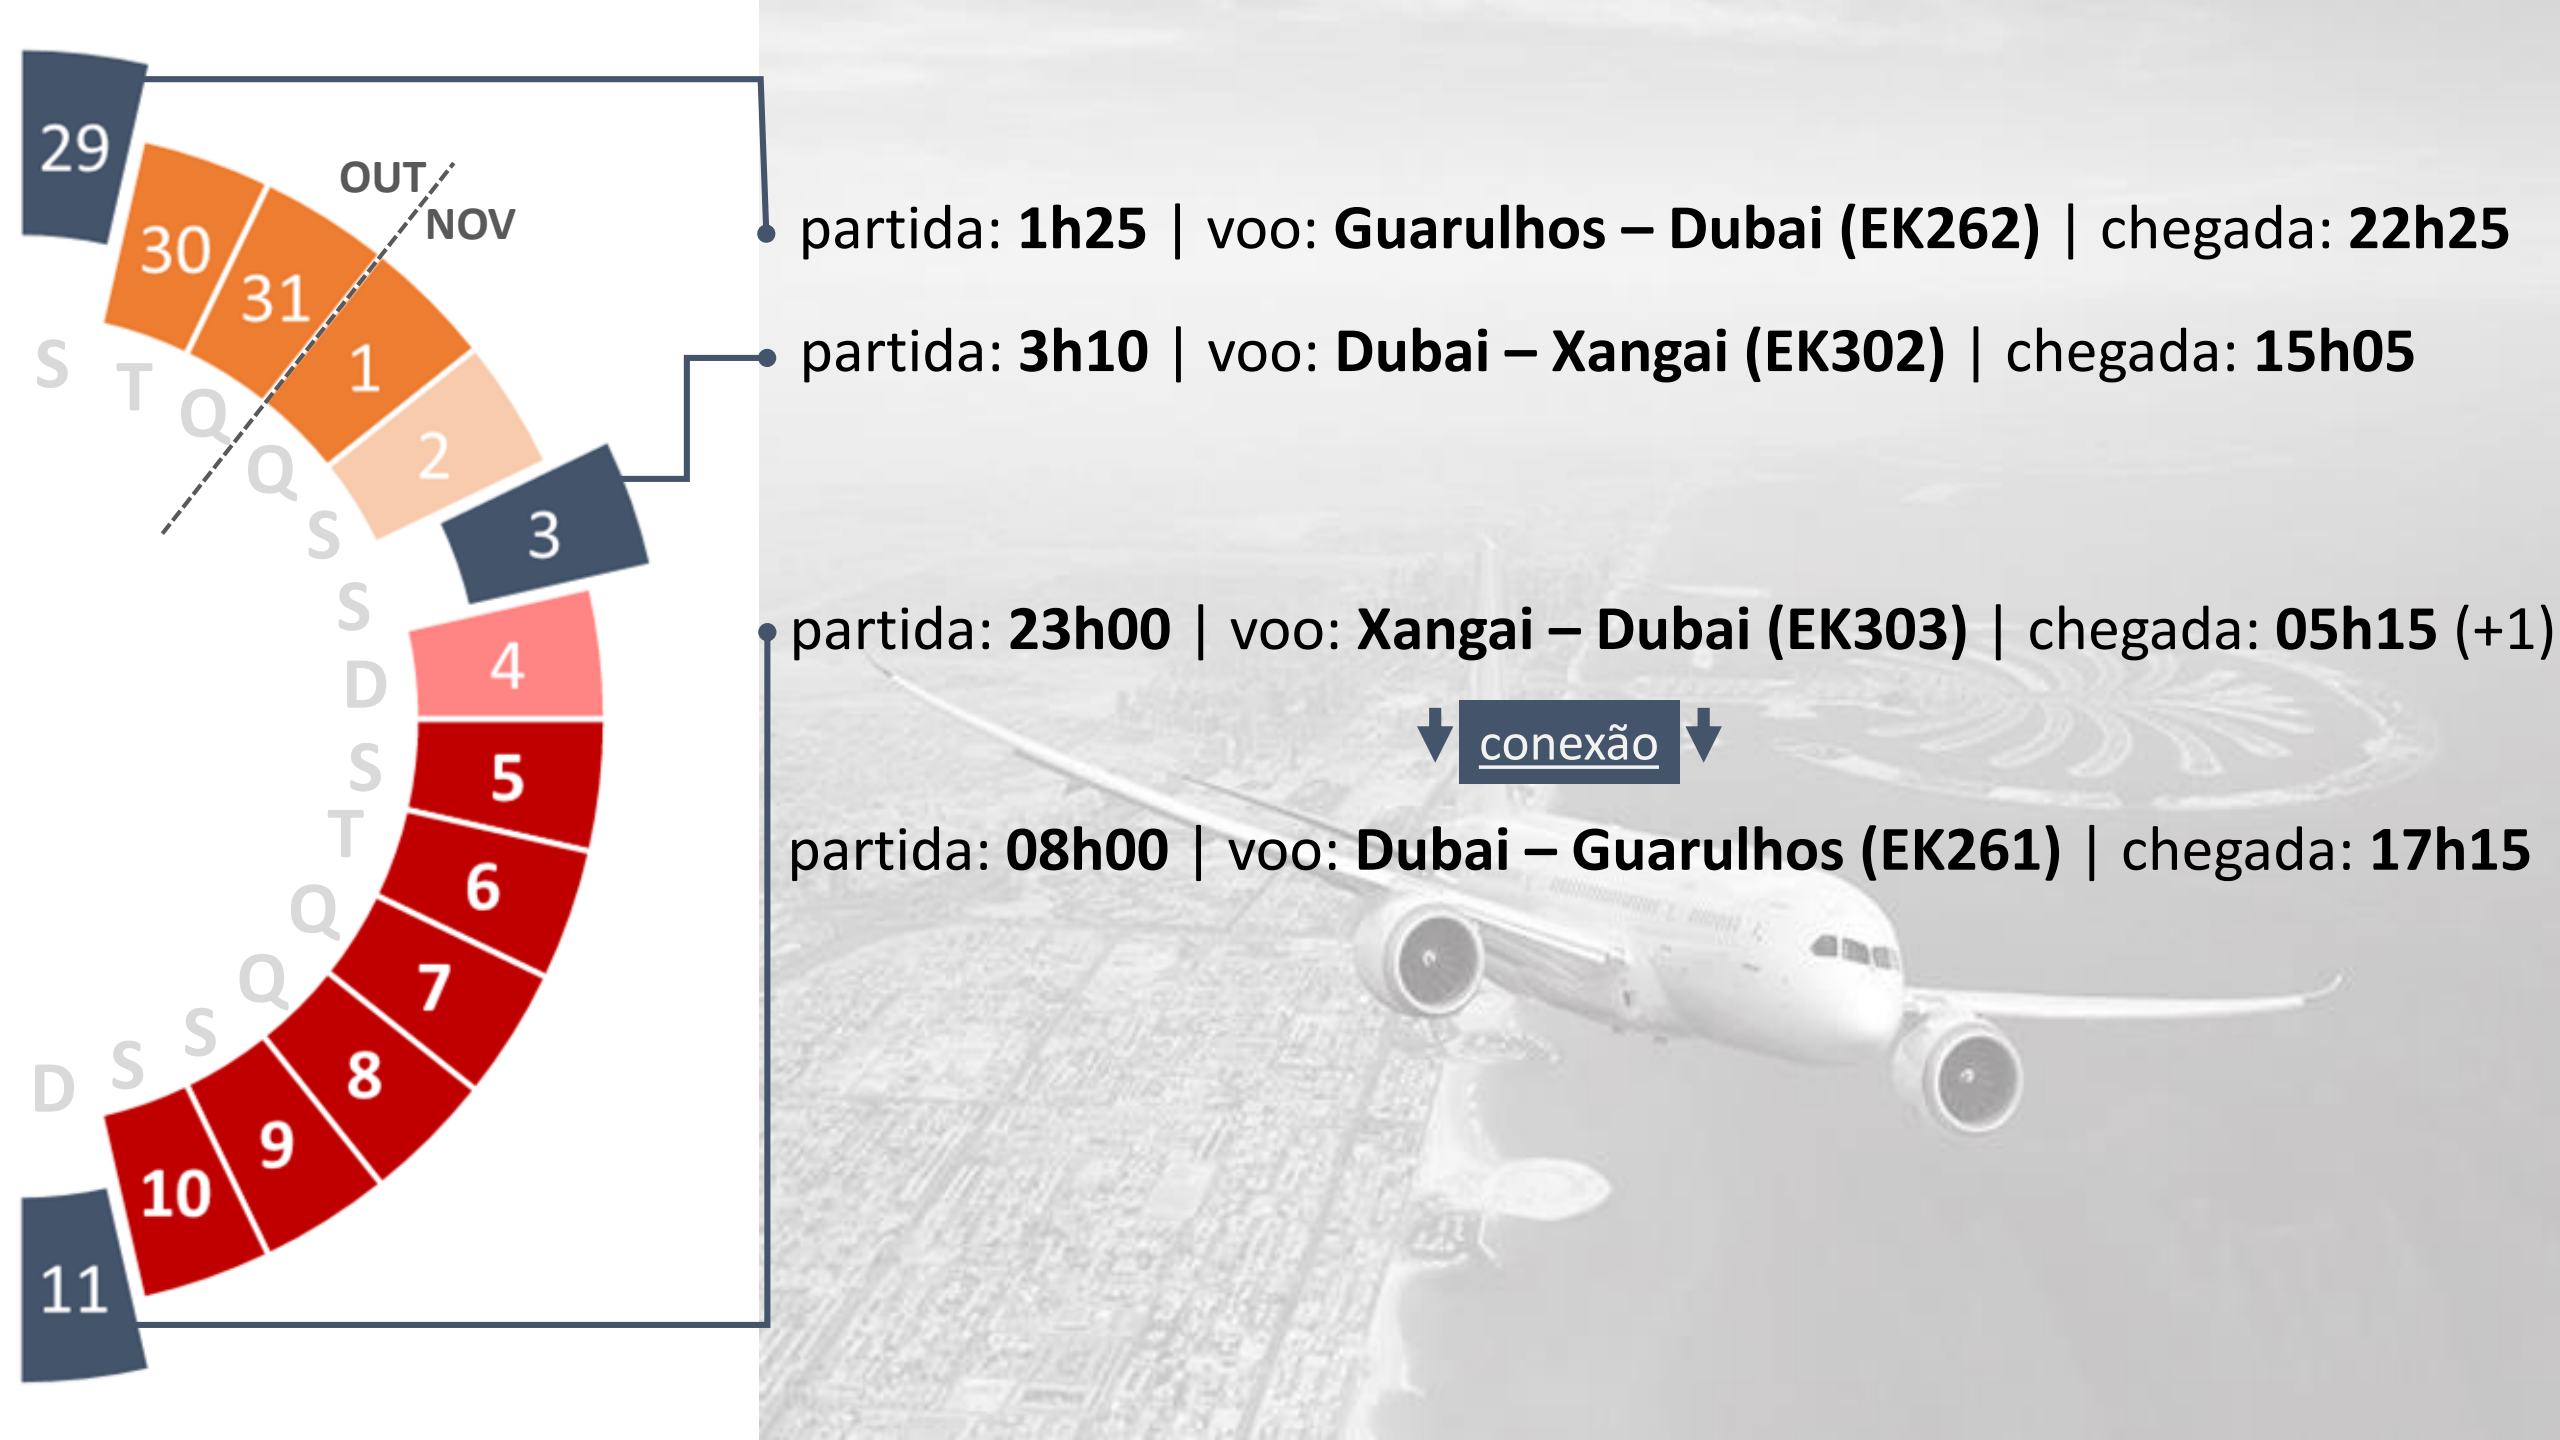 29
30
31
OUT
NOV
1
2
3
4
5
6
7
8
9
10
11
S
T
Q
Q
S
S
D
S
T
Q
Q
S
S
D
partida: 1h25 | voo: Guarulhos – Dubai (EK262) | chegada: 22h25
partida: 3h10 | voo: Dubai – Xangai (EK302) | chegada: 15h05
partida: 23h00 | voo: Xangai – Dubai (EK303) | chegada: 05h15 (+1)
conexão
partida: 08h00 | voo: Dubai – Guarulhos (EK261) | chegada: 17h15